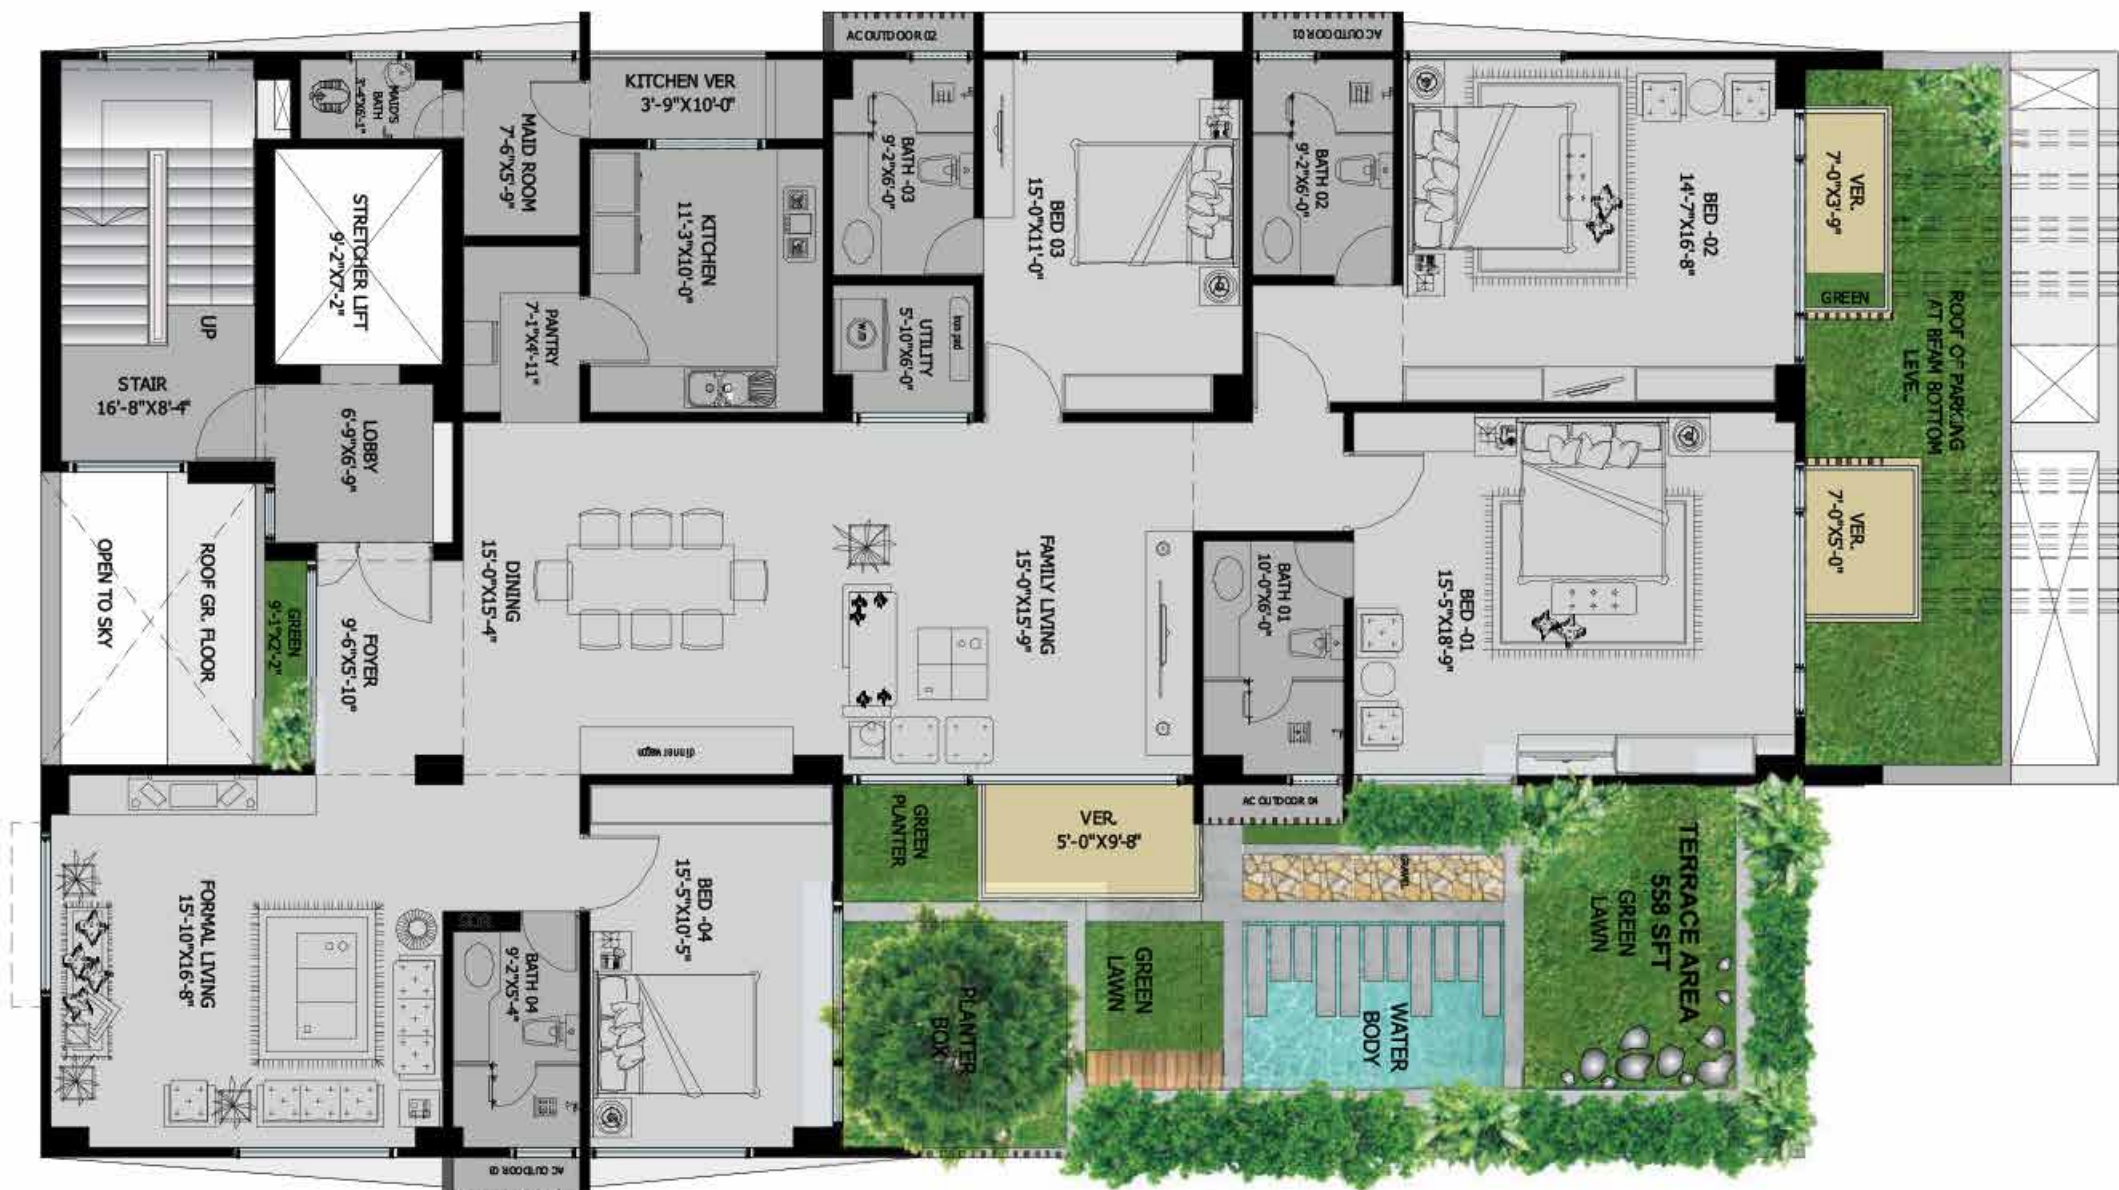 AC OUTDOOR 02
AC OUTDOOR 01
MAID'S
BATH
3'-4"X6'-1"
KITCHEN VER
3'-9"X10'-0"
MAID ROOM
7'-6"X5'-9"
BATH -03
9'-2"X6'-0"
BED 03
15'-0"X11'-0"
BATH 02
9'-2"X6'-0"
BED -02
14'-7"X16'-8"
VER.
7'-0"X3'-9"
GREEN
ROOF OF PARKING
AT BEAM BOTTOM
LEVEL
STRETCHER LIFT
9'-2"X7'-2"
KITCHEN
11'-3"X10'-0"
UP
STAIR
16'-8"X8'-4"
PANTRY
7'-1"X4'-11"
UTILITY
5'-10"X6'-0"
W/M
Iron pad
LOBBY
6'-9"X6'-9"
OPEN TO SKY
ROOF GR. FLOOR
GREEN
9'-1"X2'-2"
FOYER
9'-6"X5'-10"
DINING
15'-0"X15'-4"
FAMILY LIVING
15'-0"X15'-9"
BATH 01
10'-0"X6'-0"
BED -01
15'-5"X18'-9"
VER.
7'-0"X5'-0"
dinner wagon
FORMAL LIVING
15'-10"X16'-8"
BED -04
15'-5"X10'-5"
SDR
BATH 04
9'-2"X5'-4"
GREEN
PLANTER
VER.
5'-0"X9'-8"
AC OUTDOOR 04
GRAVEL
TERRACE AREA
558 SFT
GREEN
LAWN
PLANTER
BOX
GREEN
LAWN
WATER
BODY
AC OUTDOOR 03